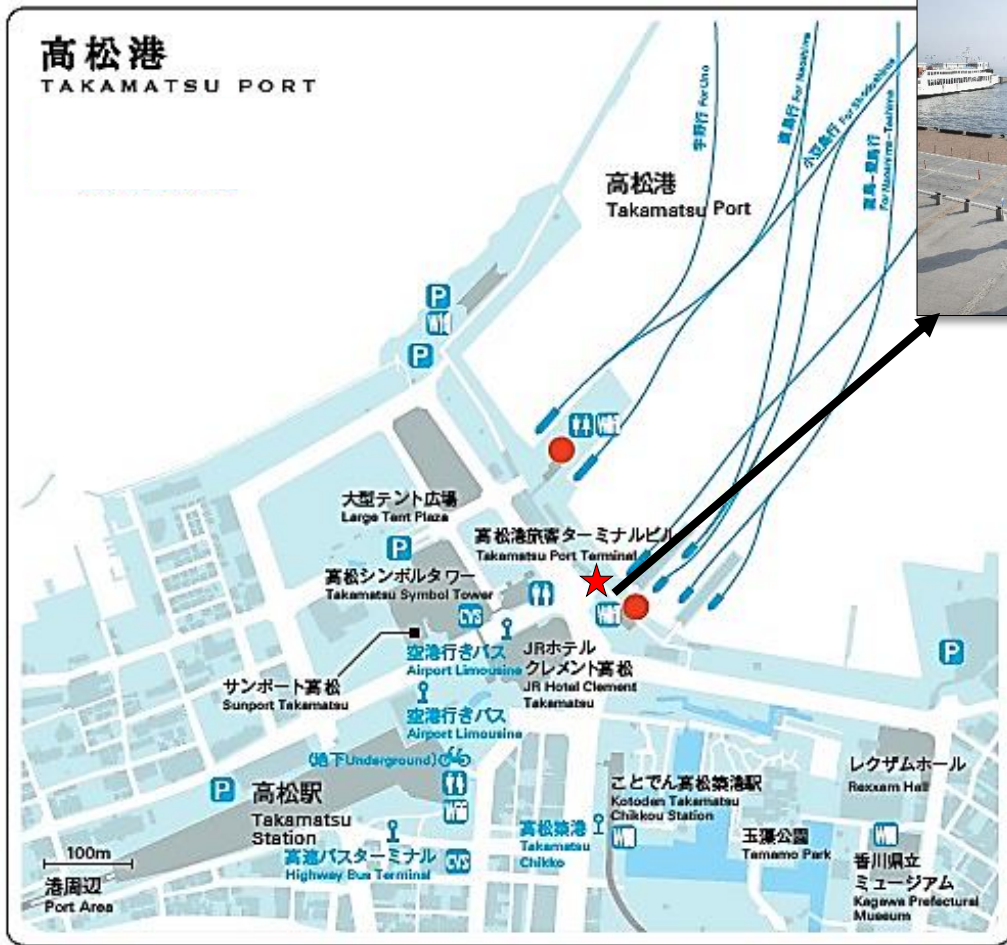 高松港
TAKAMATSU PORT
宇野行 For Uno
直島行 For Naoshima
小豆島行 For Shodoshima
直島-豊島行
For Naoshima-Teshima
高松港
Takamatsu Port
P
P
大型テント広場
Large Tent Plaza
P
高松港旅客ターミナルビル
Takamatsu Port Terminal
高松シンボルタワー
Takamatsu Symbol Tower
CVS
空港行きバス
Airport Limousine
JRホテル
クレメント高松
JR Hotel Clement
Takamatsu
サンポート高松
Sunport Takamatsu
空港行きバス
Airport Limousine
P
(地下Underground)
P
高松駅
Takamatsu
Station
高速バスターミナル
Highway Bus Terminal
CVS
高松築港
Takamatsu
Chikko
ことでん高松築港駅
Kotoden Takamatsu
Chikkou Station
玉藻公園
Tamamo Park
レクザムホール
Rexxam Hall
香川県立
ミュージアム
Kagawa Prefectural
Museum
100m
港周辺
Port Area